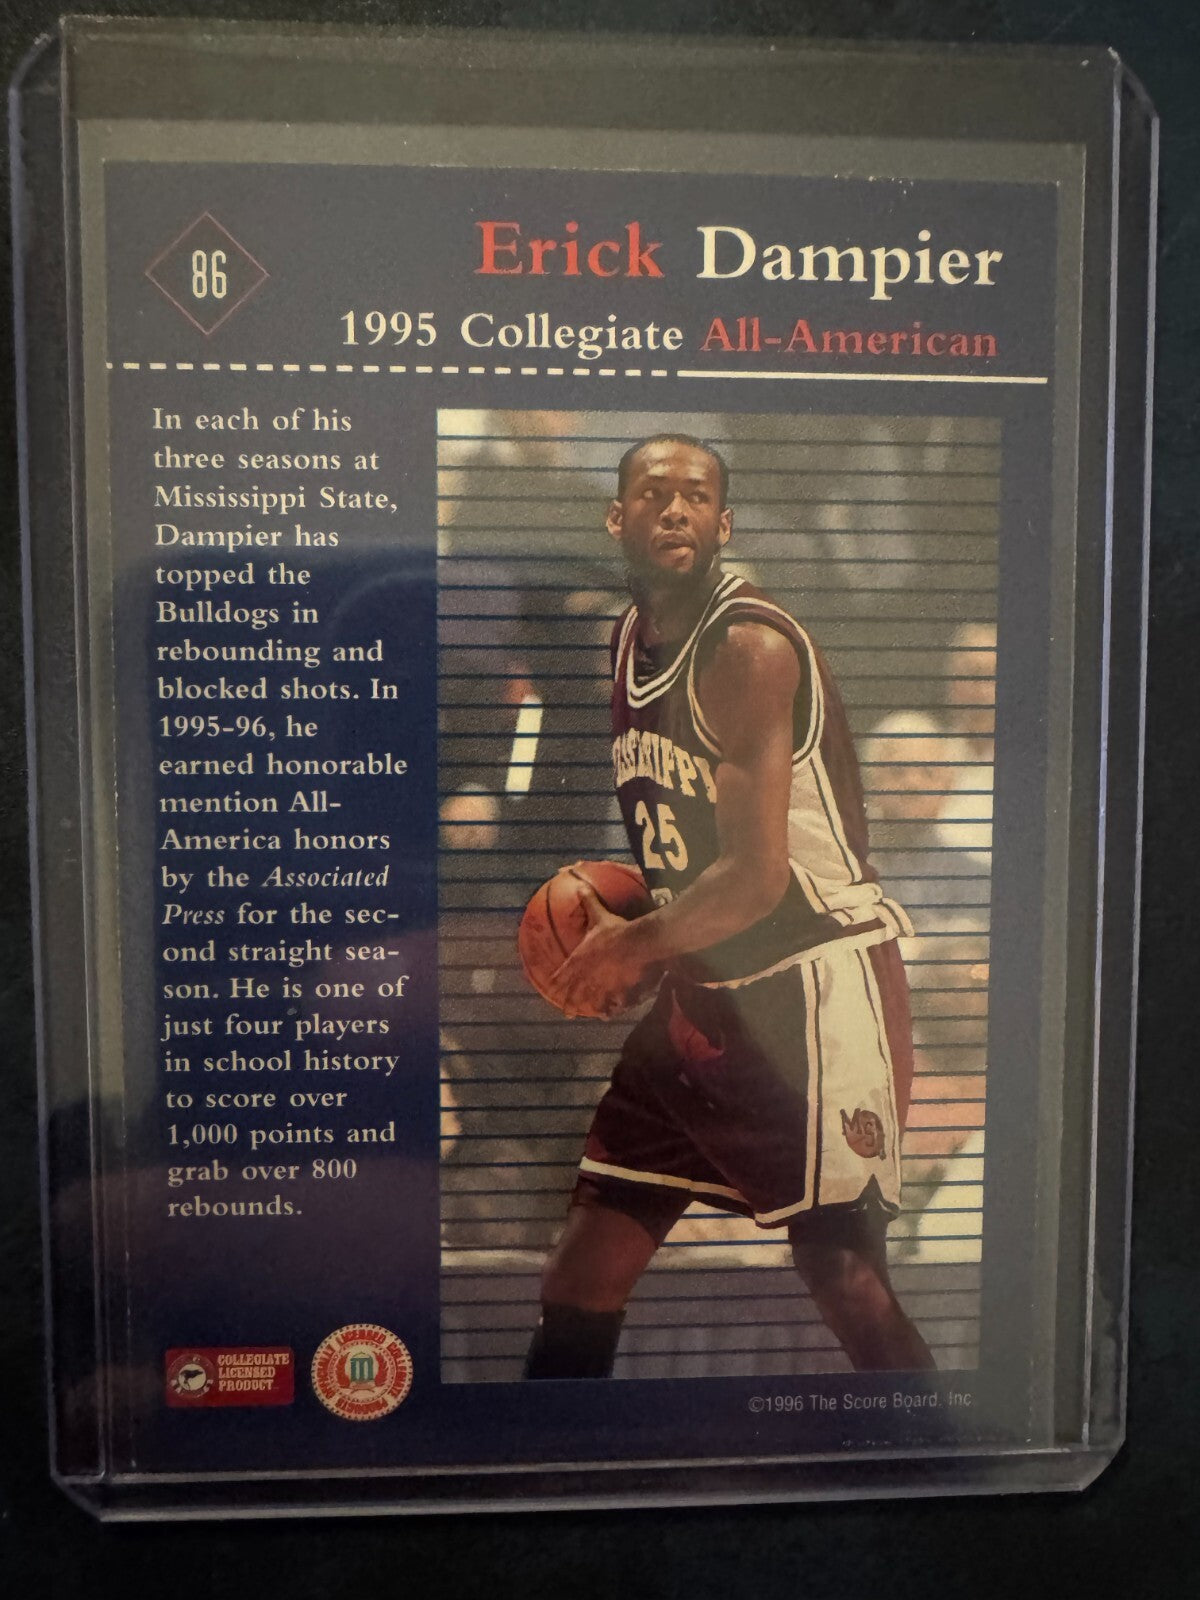 86
Erick Dampier
1995 Collegiate All-American
In each of his
three seasons at
Mississippi State,
Dampier has
topped the
Bulldogs in
rebounding and
blocked shots. In
1995-96, he
earned honorable
mention All-
America honors
by the Associated
Press for the sec-
ond straight sea-
son. He is one of
just four players
in school history
to score over
1,000 points and
grab over 800
rebounds.
25
COLLEGIATE
LICENSED
PRODUCT
©1996 The Score Board, Inc